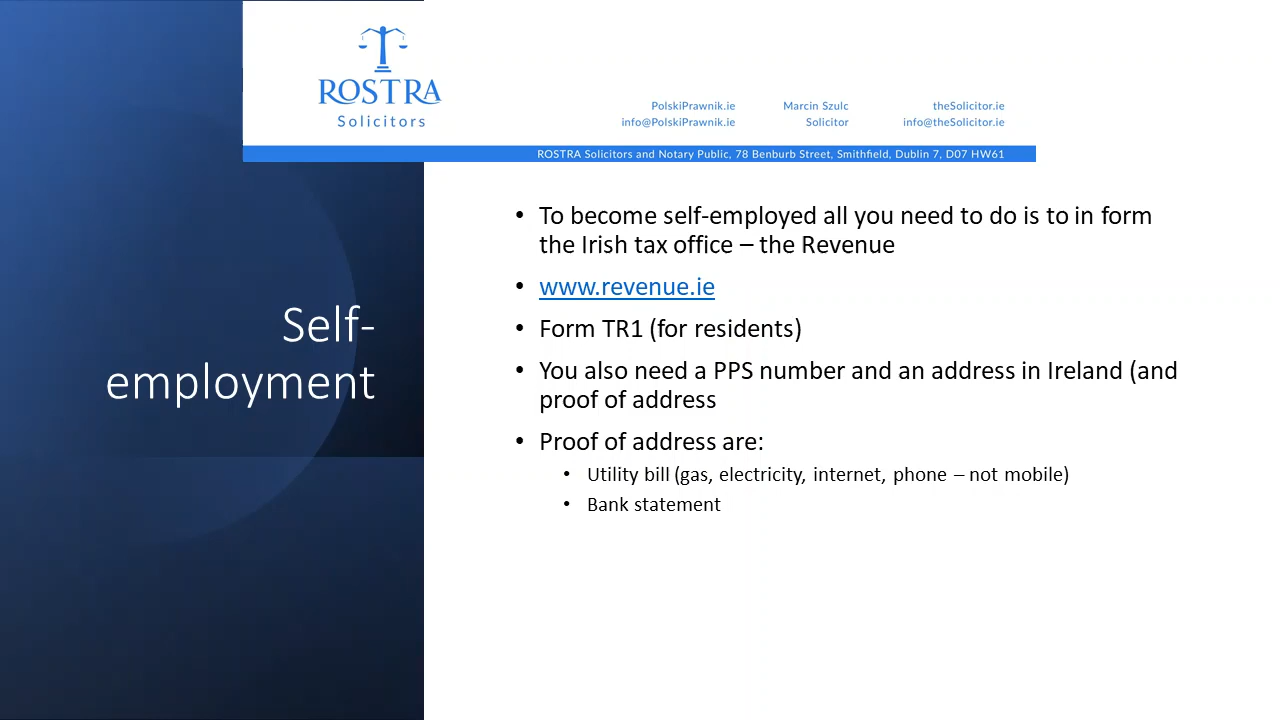 ROSTRA
Solicitors
PolskiPrawnik.ie
info@PolskiPrawnik.ie
Marcin Szulc
Solicitor
theSolicitor.ie
info@theSolicitor.ie
ROSTRA Solicitors and Notary Public, 78 Benburb Street, Smithfield, Dublin 7, D07 HW61
Self-
employment
• To become self-employed all you need to do is to in form
the Irish tax office – the Revenue
• www.revenue.ie
• Form TR1 (for residents)
• You also need a PPS number and an address in Ireland (and
proof of address
• Proof of address are:
• Utility bill (gas, electricity, internet, phone – not mobile)
• Bank statement